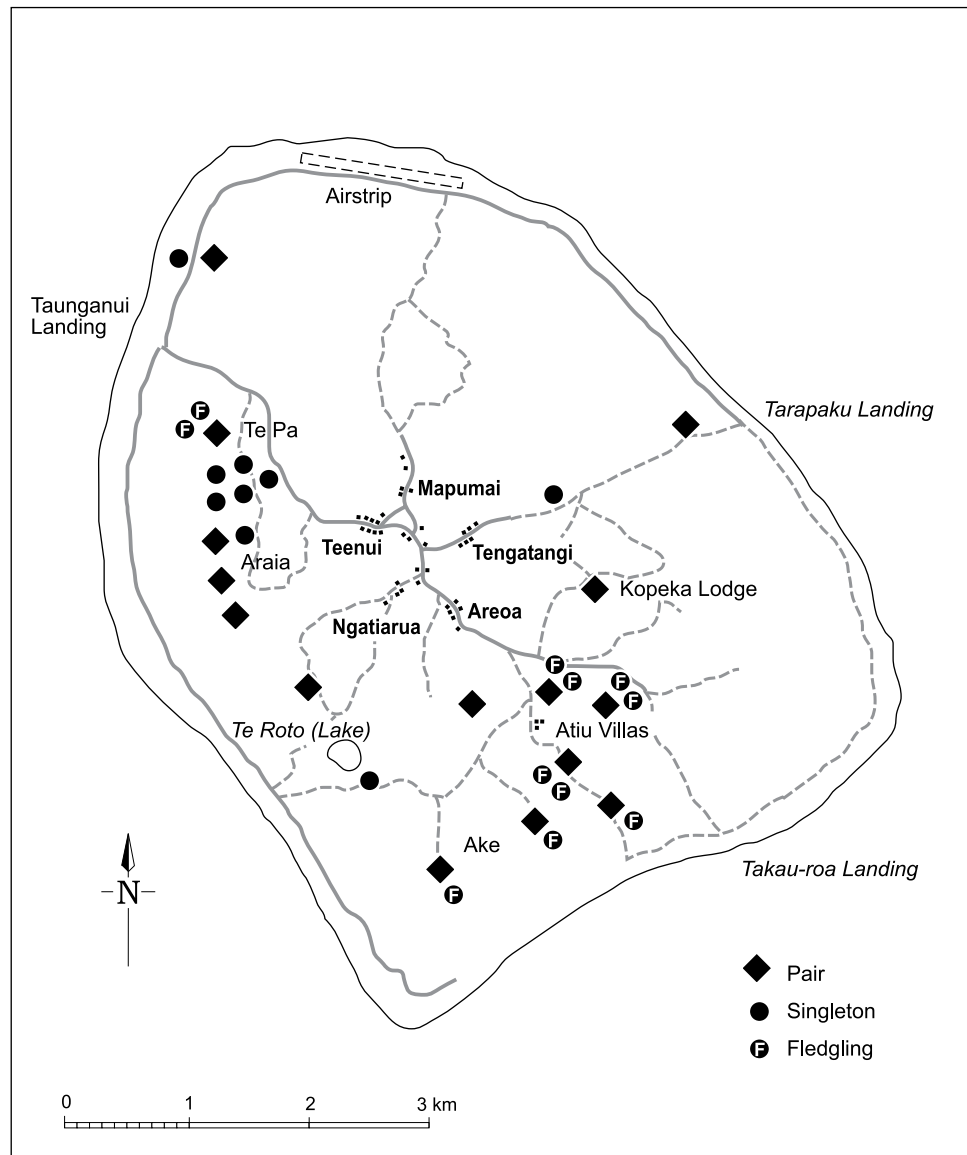 Airstrip
Taunganui
Landing
Te Pa
Tarapaku Landing
Mapumai
Teenui
Tengatangi
Araia
Kopeka Lodge
Areoa
Ngatiarua
F
F
F
F
F
F
Te Roto (Lake)
Atiu Villas
F
F
F
F
Ake
F
Takau-roa Landing
N
Pair
Singleton
F Fledgling
0 1 2 3 km